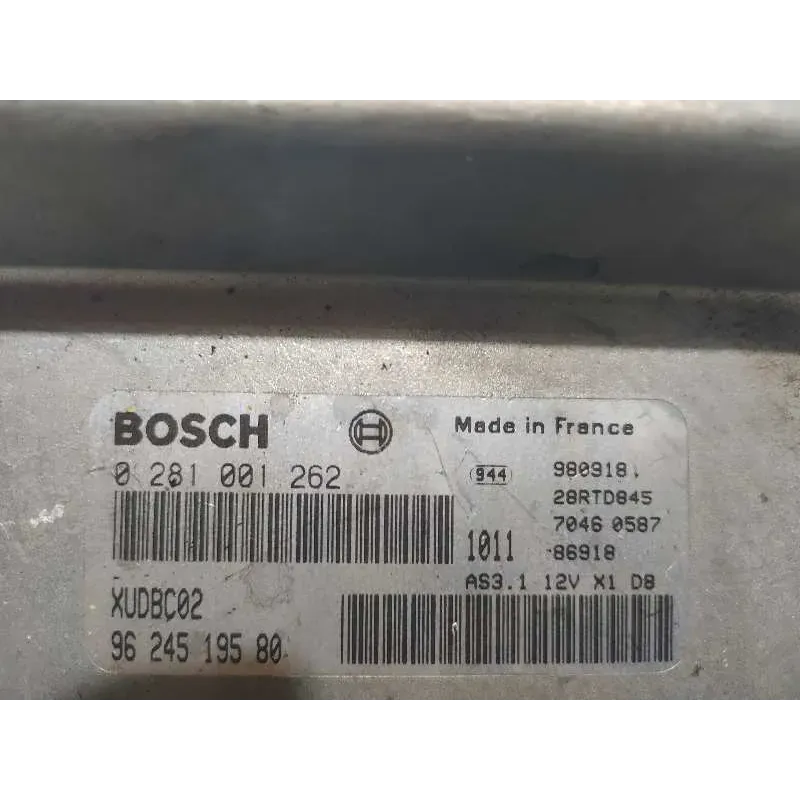 BOSCH
Made in France
0 281 001 262
944
980918
28RTD845
7046 0587
1011
86918
AS3.1 12V X1 D8
XUDBC02
96 245 195 80